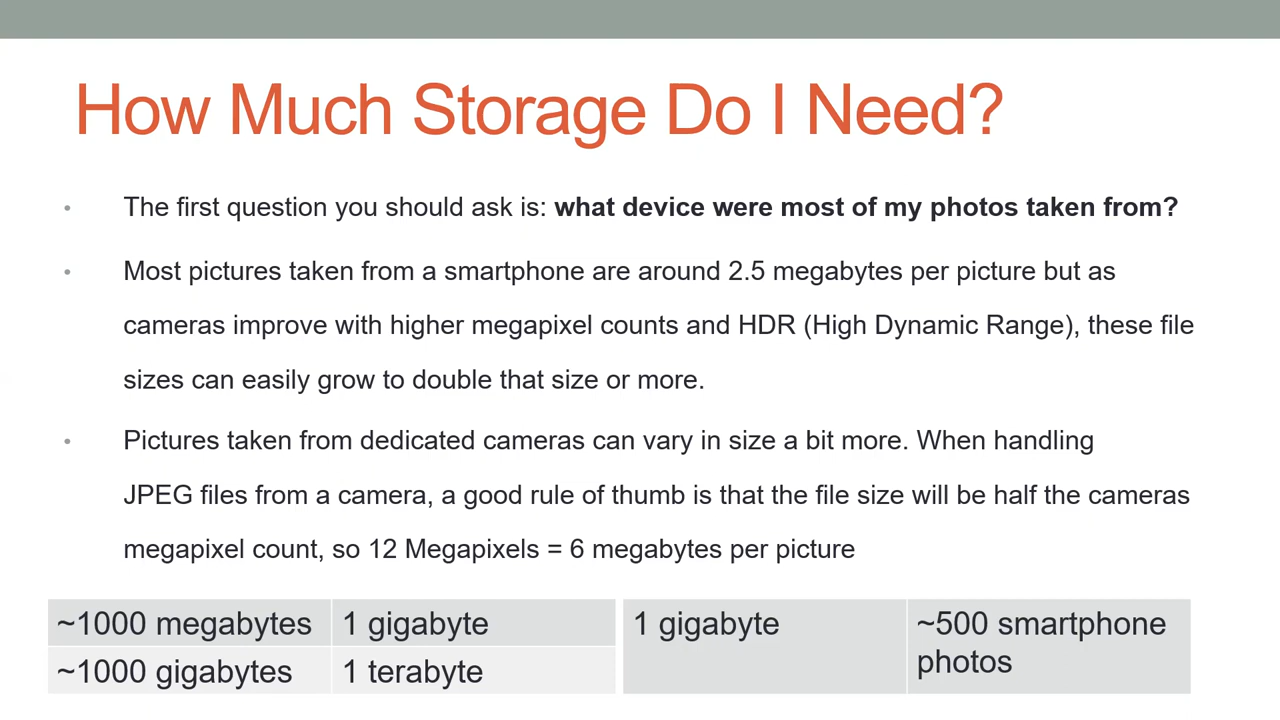 How Much Storage Do I Need?
• The first question you should ask is: what device were most of my photos taken from?
• Most pictures taken from a smartphone are around 2.5 megabytes per picture but as
cameras improve with higher megapixel counts and HDR (High Dynamic Range), these file
sizes can easily grow to double that size or more.
• Pictures taken from dedicated cameras can vary in size a bit more. When handling
JPEG files from a camera, a good rule of thumb is that the file size will be half the cameras
megapixel count, so 12 Megapixels = 6 megabytes per picture
~1000 megabytes 1 gigabyte
~1000 gigabytes 1 terabyte
1 gigabyte ~500 smartphone
photos